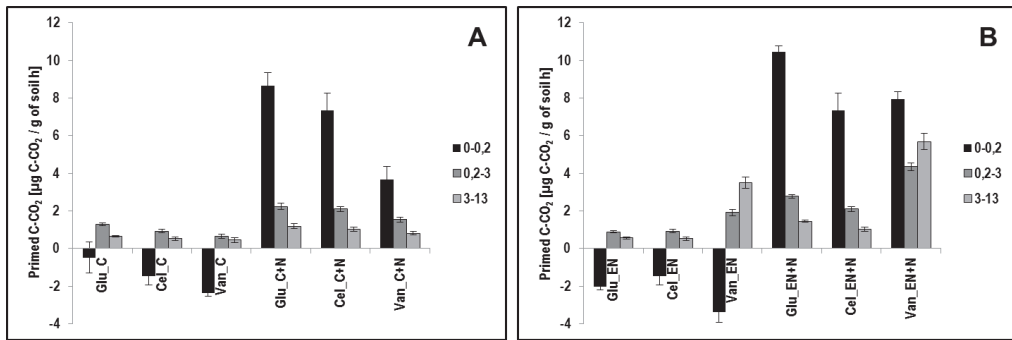 A
Primed C-CO₂ [µg C-CO₂ / g of soil h]
12
10
8
6
4
2
0
-2
-4
Glu_C
Cel_C
Van_C
Glu_C+N
Cel_C+N
Van_C+N
0-0,2
0,2-3
3-13
B
Primed C-CO₂ [µg C-CO₂ / g of soil h]
12
10
8
6
4
2
0
-2
-4
Glu_EN
Cel_EN
Van_EN
Glu_EN+N
Cel_EN+N
Van_EN+N
0-0,2
0,2-3
3-13